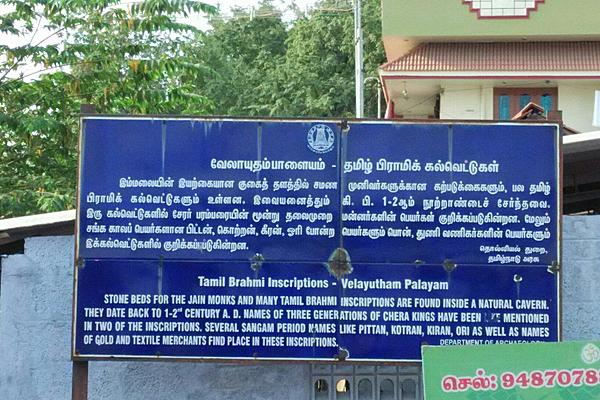 வேலாயுதம்பாளையம் - தமிழ் பிராமிக் கல்வெட்டுகள்
இம்மலையின் இயற்கையான குகைத் தளத்தில் சமண முனிவர்களுக்கான கற்படுக்கைகளும், பல தமிழ்
பிராமிக் கல்வெட்டுகளும் உள்ளன. இவையனைத்தும் கி. பி. 1-2ஆம் நூற்றாண்டைச் சேர்ந்தவை.
இரு கல்வெட்டுகளில் சேரர் பரம்பரையின் மூன்று தலைமுறை மன்னர்களின் பெயர்கள் குறிக்கப்படுகின்றன. மேலும்
சங்க காலப் பெயர்களான பிட்டன், கொற்றன், கீரன், ஓரி போன்ற பெயர்களும் பொன், துணி வணிகர்களின் பெயர்களும்
இக்கல்வெட்டுகளில் குறிக்கப்படுகின்றன.
தொல்லியல் துறை,
தமிழ்நாடு அரசு
Tamil Brahmi Inscriptions - Velayutham Palayam
STONE BEDS FOR THE JAIN MONKS AND MANY TAMIL BRAHMI INSCRIPTIONS ARE FOUND INSIDE A NATURAL CAVERN.
THEY DATE BACK TO 1-2nd CENTURY A. D. NAMES OF THREE GENERATIONS OF CHERA KINGS HAVE BEEN MENTIONED
IN TWO OF THE INSCRIPTIONS. SEVERAL SANGAM PERIOD NAMES LIKE PITTAN, KOTRAN, KIRAN, ORI AS WELL AS NAMES
OF GOLD AND TEXTILE MERCHANTS FIND PLACE IN THESE INSCRIPTIONS.
DEPARTMENT OF ARCHAEOLOGY
செல்: 9487078